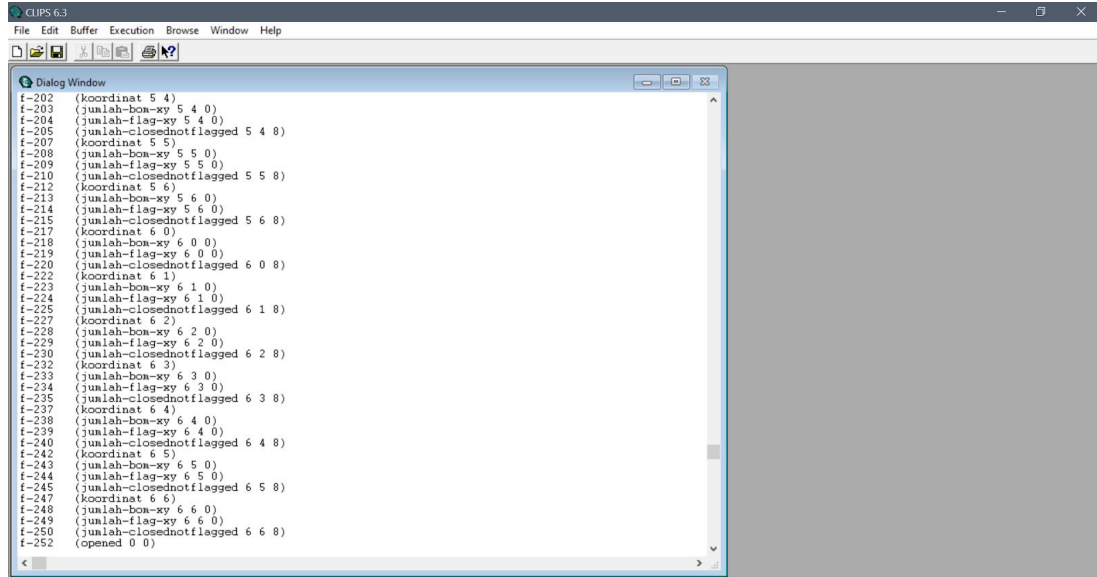 CLIPS 6.3
File Edit Buffer Execution Browse Window Help
Dialog Window
f-202 (koordinat 5 4)
f-203 (jumlah-bom-xy 5 4 0)
f-204 (jumlah-flag-xy 5 4 0)
f-205 (jumlah-closednotflagged 5 4 8)
f-207 (koordinat 5 5)
f-208 (jumlah-bom-xy 5 5 0)
f-209 (jumlah-flag-xy 5 5 0)
f-210 (jumlah-closednotflagged 5 5 8)
f-212 (koordinat 5 6)
f-213 (jumlah-bom-xy 5 6 0)
f-214 (jumlah-flag-xy 5 6 0)
f-215 (jumlah-closednotflagged 5 6 8)
f-217 (koordinat 6 0)
f-218 (jumlah-bom-xy 6 0 0)
f-219 (jumlah-flag-xy 6 0 0)
f-220 (jumlah-closednotflagged 6 0 8)
f-222 (koordinat 6 1)
f-223 (jumlah-bom-xy 6 1 0)
f-224 (jumlah-flag-xy 6 1 0)
f-225 (jumlah-closednotflagged 6 1 8)
f-227 (koordinat 6 2)
f-228 (jumlah-bom-xy 6 2 0)
f-229 (jumlah-flag-xy 6 2 0)
f-230 (jumlah-closednotflagged 6 2 8)
f-232 (koordinat 6 3)
f-233 (jumlah-bom-xy 6 3 0)
f-234 (jumlah-flag-xy 6 3 0)
f-235 (jumlah-closednotflagged 6 3 8)
f-237 (koordinat 6 4)
f-238 (jumlah-bom-xy 6 4 0)
f-239 (jumlah-flag-xy 6 4 0)
f-240 (jumlah-closednotflagged 6 4 8)
f-242 (koordinat 6 5)
f-243 (jumlah-bom-xy 6 5 0)
f-244 (jumlah-flag-xy 6 5 0)
f-245 (jumlah-closednotflagged 6 5 8)
f-247 (koordinat 6 6)
f-248 (jumlah-bom-xy 6 6 0)
f-249 (jumlah-flag-xy 6 6 0)
f-250 (jumlah-closednotflagged 6 6 8)
f-252 (opened 0 0)